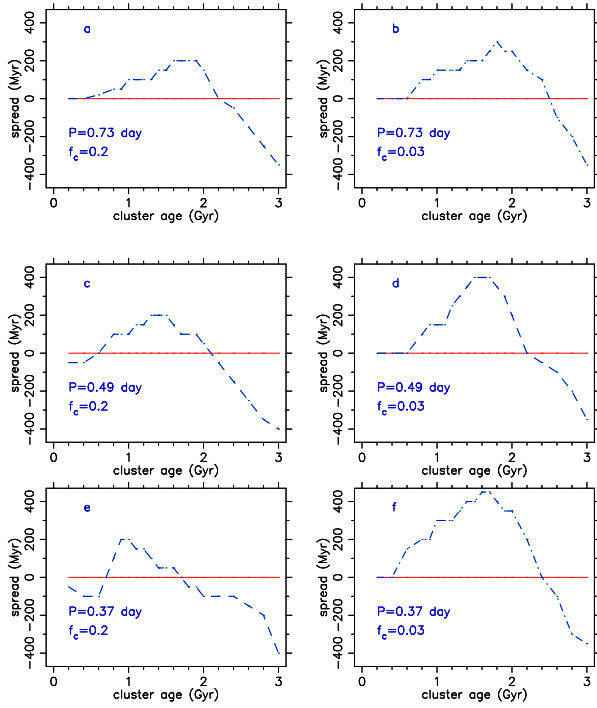 a
b
spread (Myr)
−400 −200 0 200 400
P=0.73 day
f_c=0.2
0 1 2 3
cluster age (Gyr)
spread (Myr)
−400 −200 0 200 400
P=0.73 day
f_c=0.03
0 1 2 3
cluster age (Gyr)
c
d
spread (Myr)
−400 −200 0 200 400
P=0.49 day
f_c=0.2
0 1 2 3
cluster age (Gyr)
spread (Myr)
−400 −200 0 200 400
P=0.49 day
f_c=0.03
0 1 2 3
cluster age (Gyr)
e
f
spread (Myr)
−400 −200 0 200 400
P=0.37 day
f_c=0.2
0 1 2 3
cluster age (Gyr)
spread (Myr)
−400 −200 0 200 400
P=0.37 day
f_c=0.03
0 1 2 3
cluster age (Gyr)